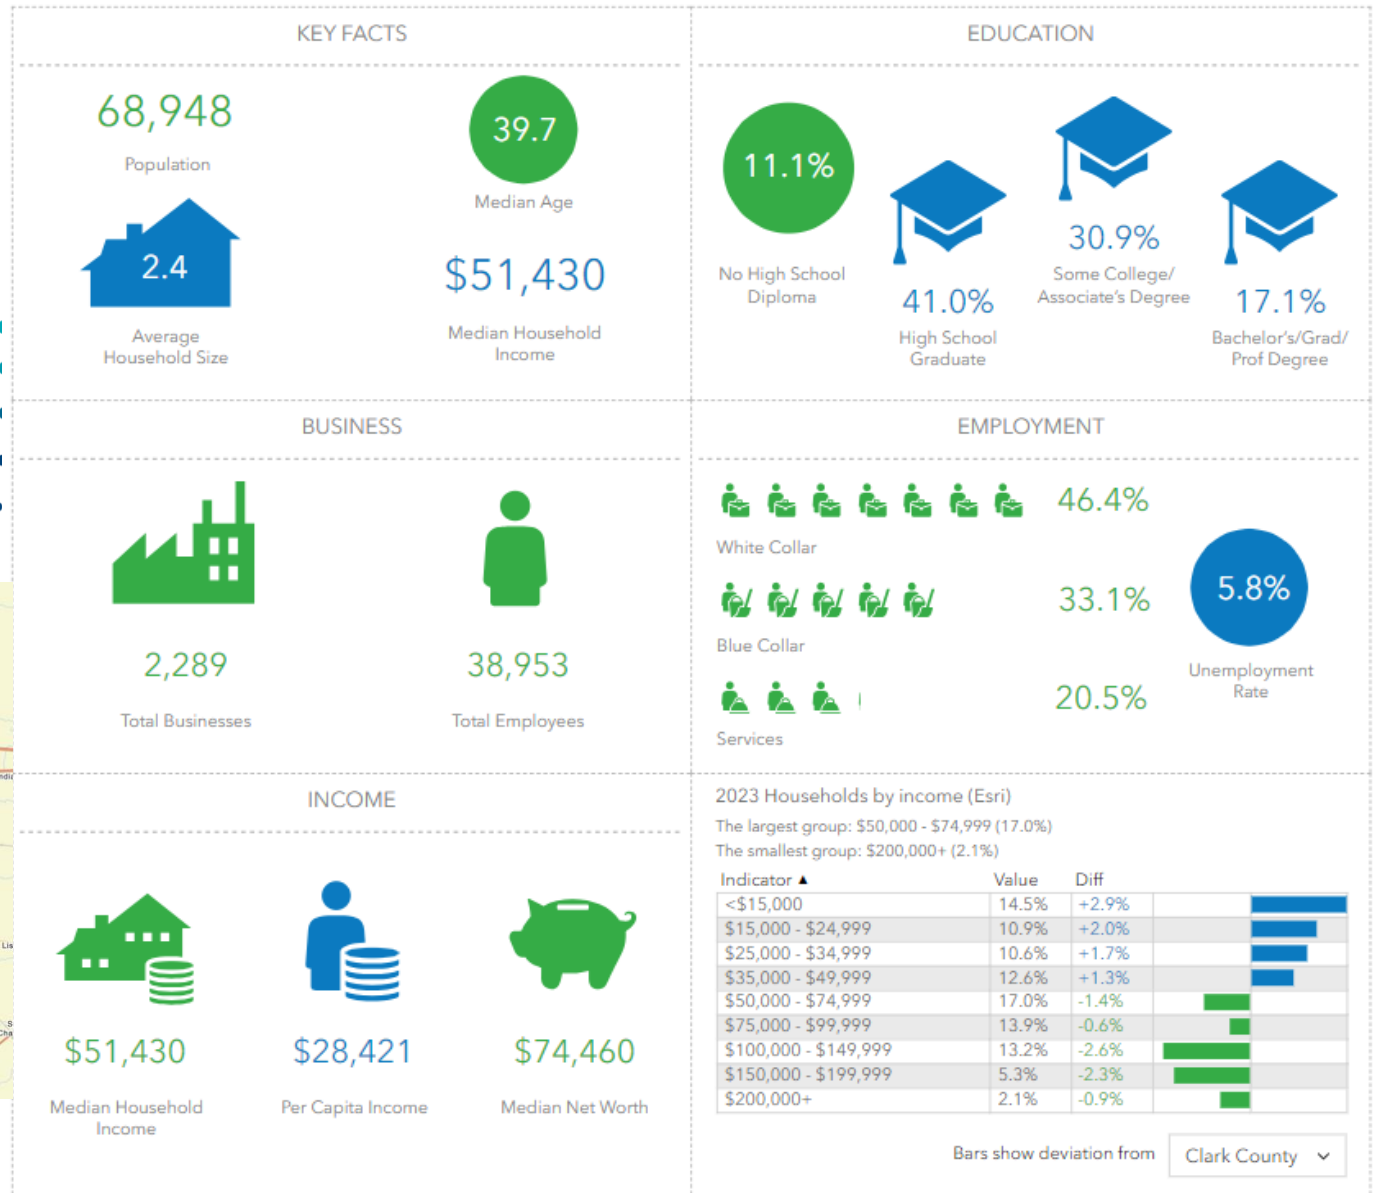 KEY FACTS
68,948
Population
39.7
Median Age
2.4
Average
Household Size
$51,430
Median Household
Income
EDUCATION
11.1%
No High School
Diploma
41.0%
High School
Graduate
30.9%
Some College/
Associate's Degree
17.1%
Bachelor's/Grad/
Prof Degree
BUSINESS
2,289
Total Businesses
38,953
Total Employees
EMPLOYMENT
46.4%
White Collar
33.1%
Blue Collar
20.5%
Services
5.8%
Unemployment
Rate
INCOME
$51,430
Median Household
Income
$28,421
Per Capita Income
$74,460
Median Net Worth
2023 Households by income (Esri)
The largest group: $50,000 - $74,999 (17.0%)
The smallest group: $200,000+ (2.1%)
Indicator ▲ Value Diff
<$15,000 14.5% +2.9%
$15,000 - $24,999 10.9% +2.0%
$25,000 - $34,999 10.6% +1.7%
$35,000 - $49,999 12.6% +1.3%
$50,000 - $74,999 17.0% -1.4%
$75,000 - $99,999 13.9% -0.6%
$100,000 - $149,999 13.2% -2.6%
$150,000 - $199,999 5.3% -2.3%
$200,000+ 2.1% -0.9%
Bars show deviation from Clark County